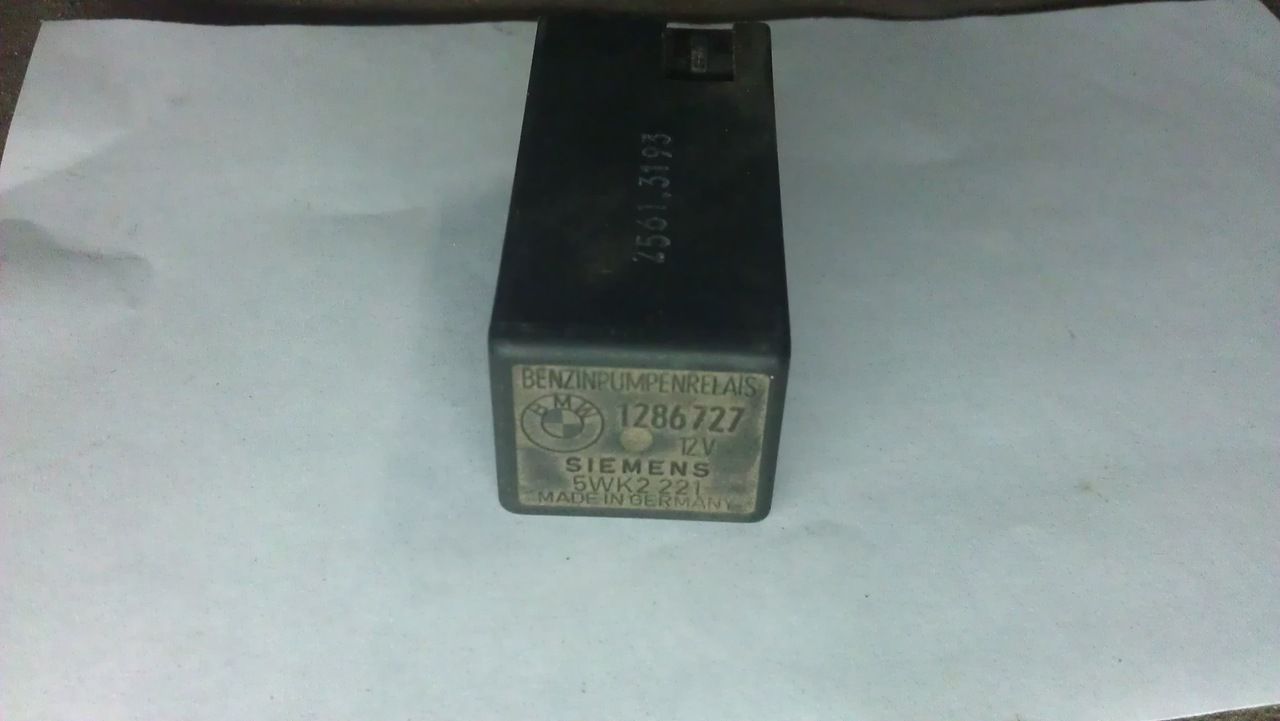 2561.3193
BENZINPUMPENRELAIS
BMW 1286727
12V
SIEMENS
5WK2 221
MADE IN GERMANY